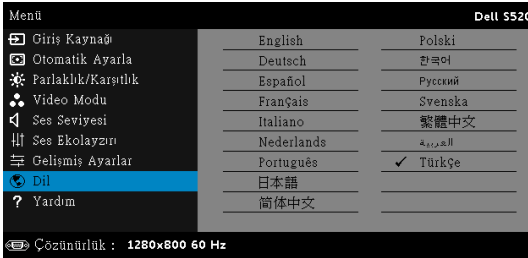 Menü Dell S520
Giriş Kaynağı
Otomatik Ayarla
Parlaklık/Karşıtlık
Video Modu
Ses Seviyesi
Ses Ekolayzırı
Gelişmiş Ayarlar
Dil
? Yardım
English Polski
Deutsch 한국어
Español Русский
Français Svenska
Italiano 繁體中文
Nederlands العربية
Português ✓ Türkçe
日本語
简体中文
Çözünürlük : 1280x800 60 Hz